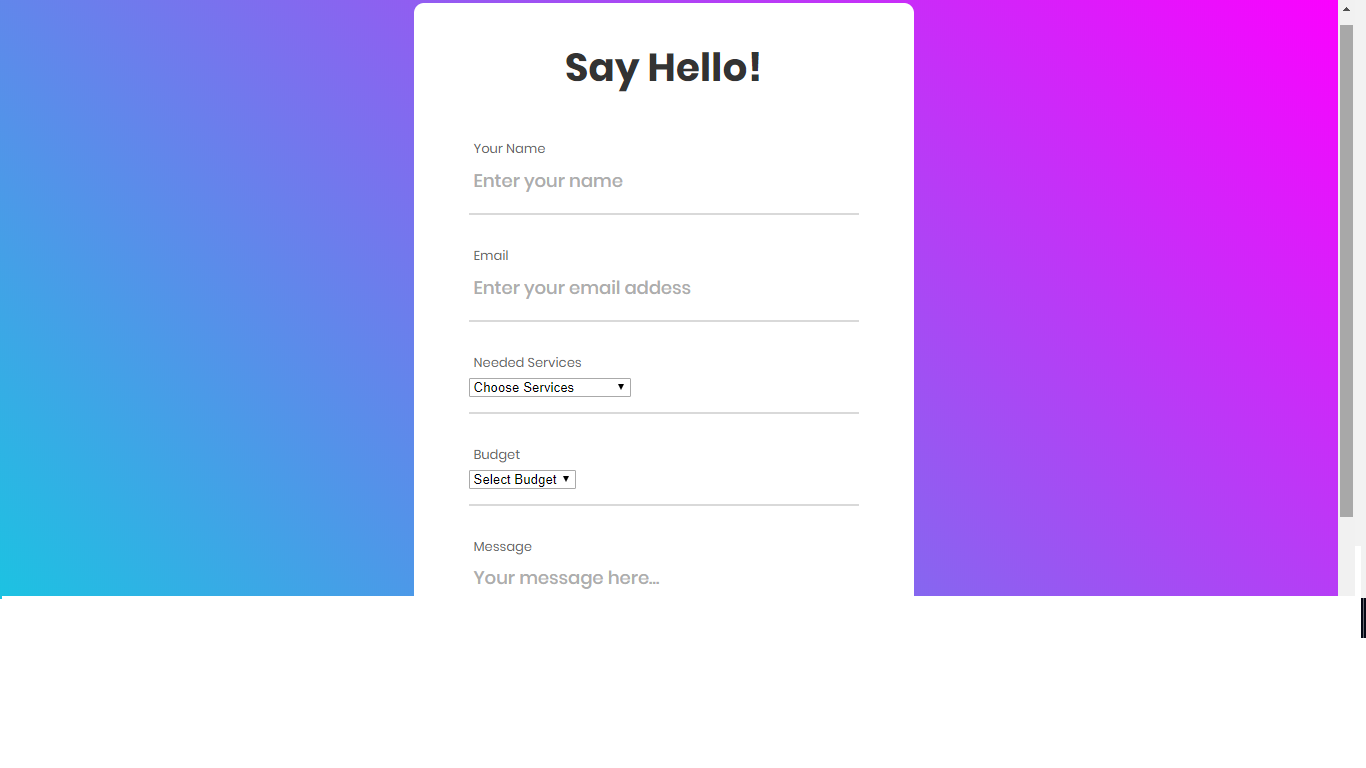 Say Hello!
Your Name
Enter your name
Email
Enter your email addess
Needed Services
Choose Services
Budget
Select Budget
Message
Your message here...